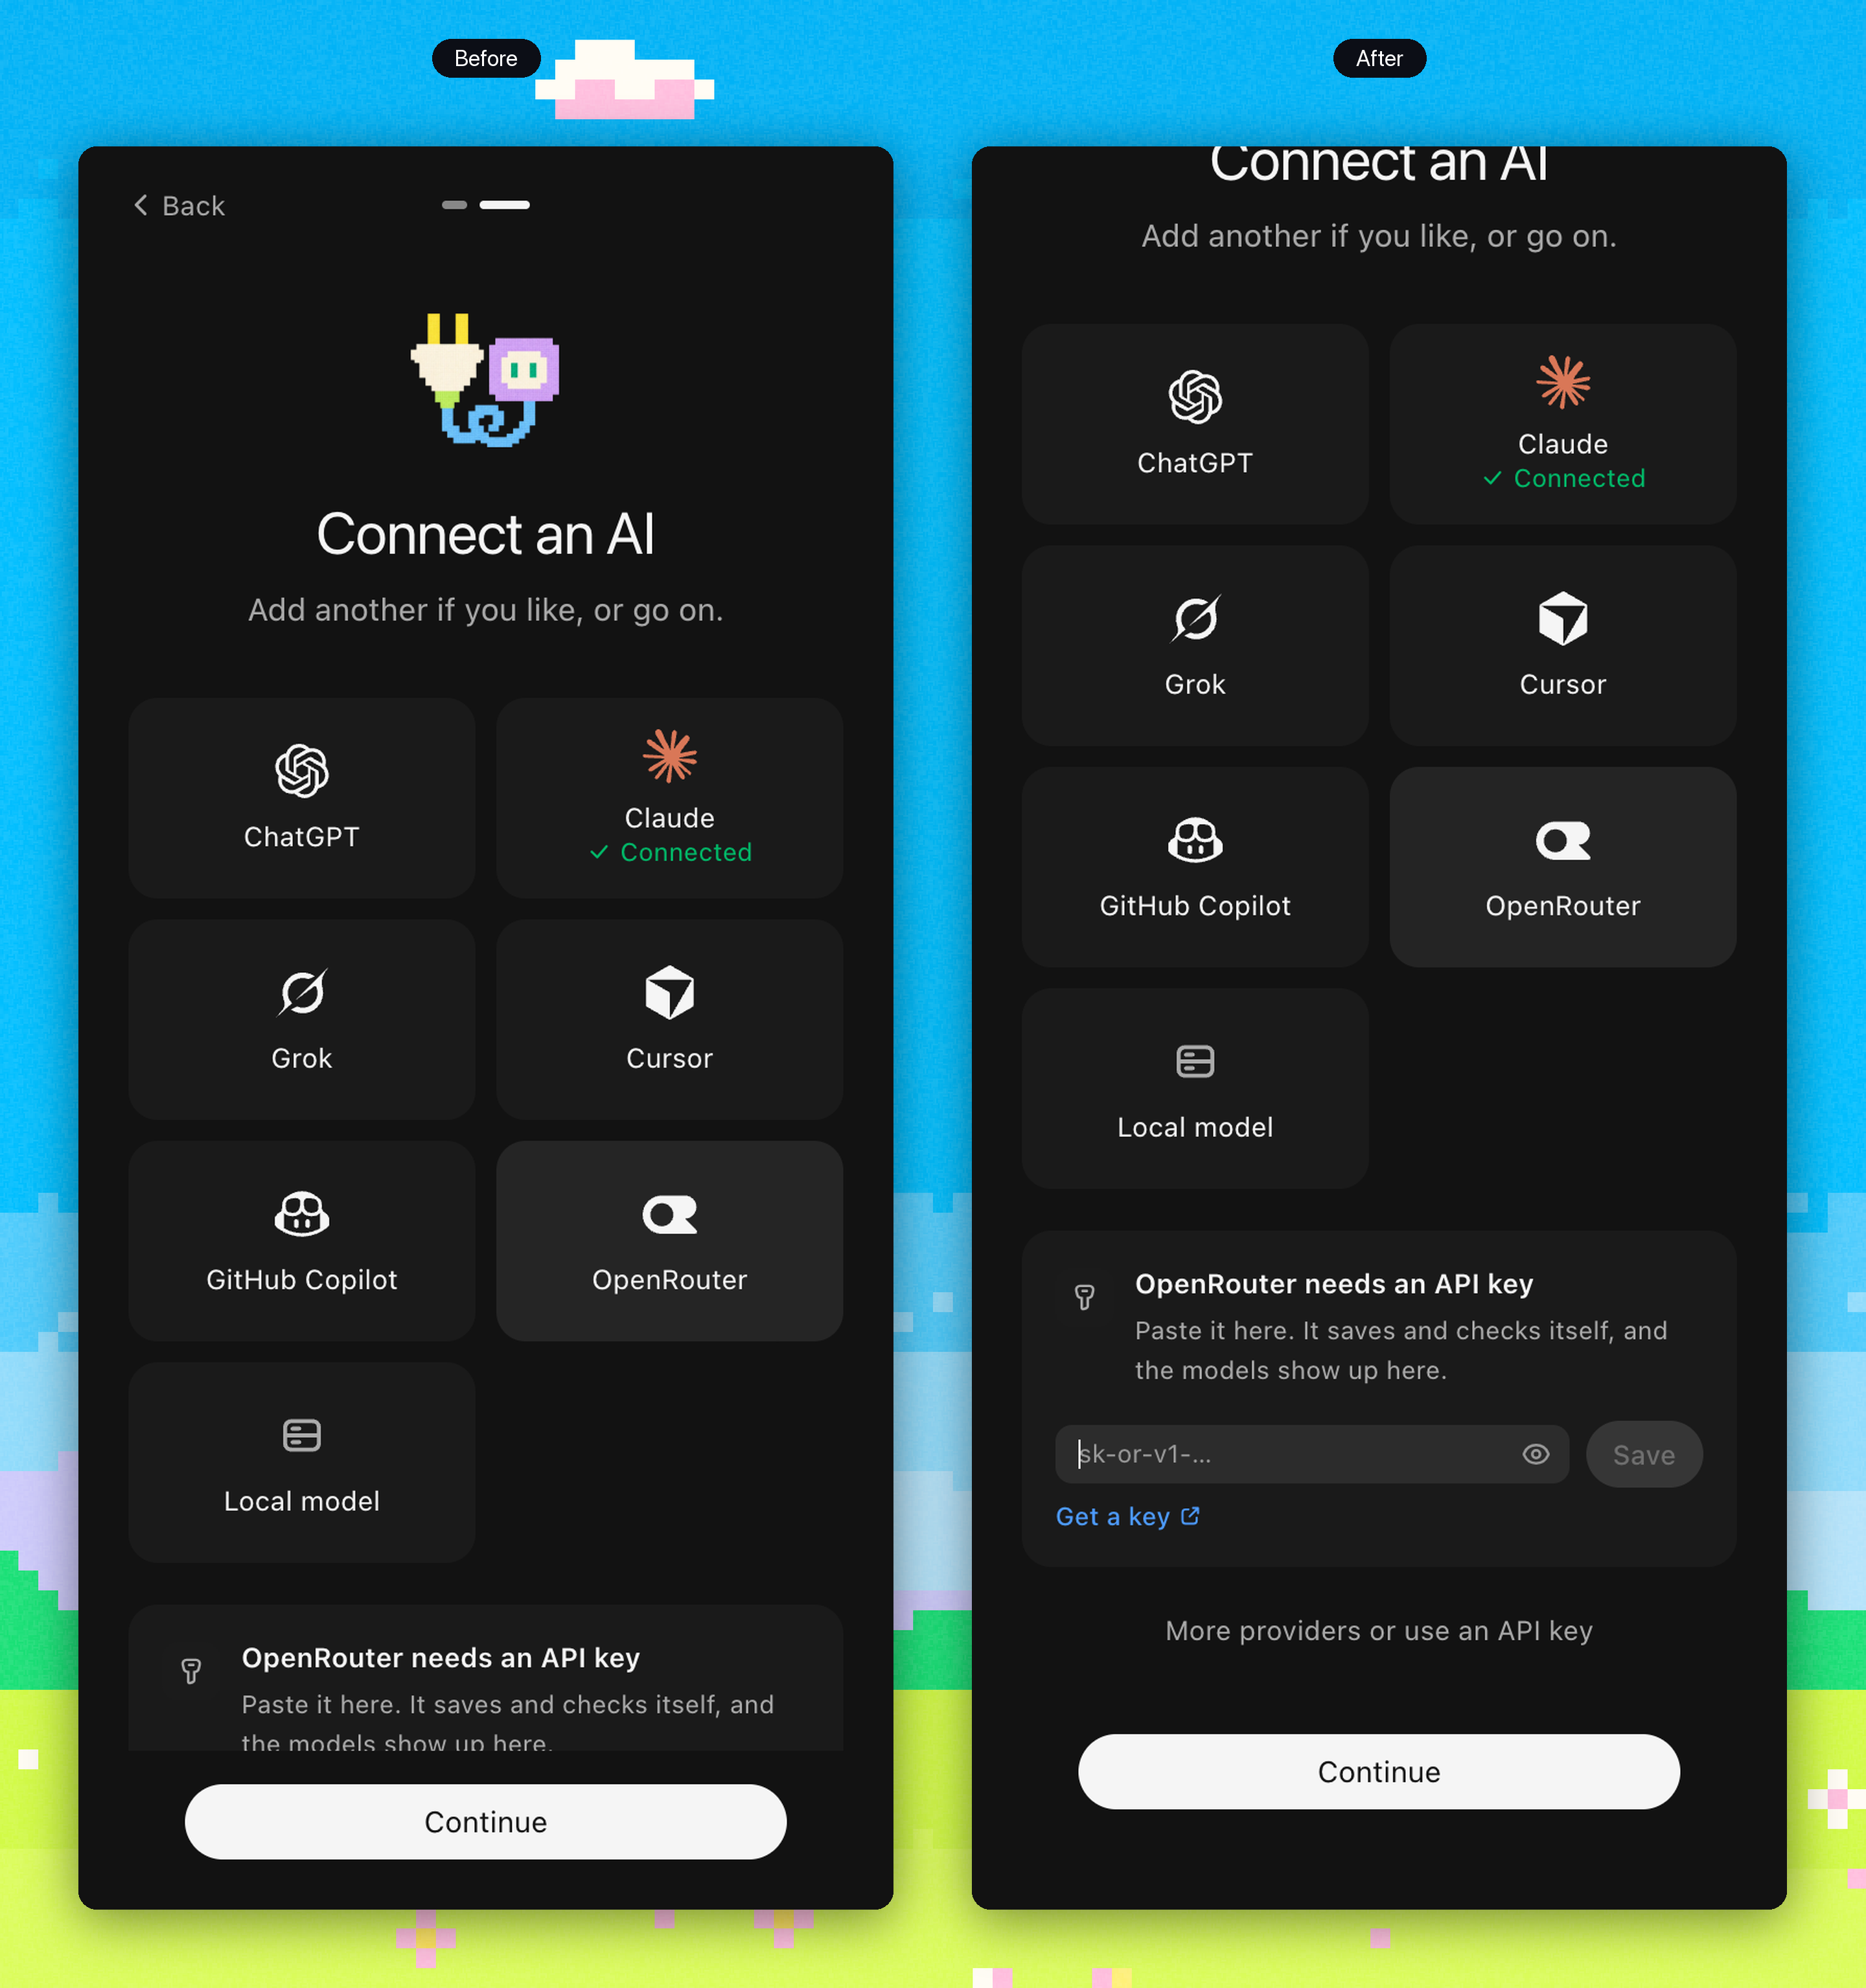 Before
Back
Connect an AI
Add another if you like, or go on.
ChatGPT
Claude
Connected
Grok
Cursor
GitHub Copilot
OpenRouter
Local model
OpenRouter needs an API key
Paste it here. It saves and checks itself, and
the models show up here.
Continue
After
Connect an AI
Add another if you like, or go on.
ChatGPT
Claude
Connected
Grok
Cursor
GitHub Copilot
OpenRouter
Local model
OpenRouter needs an API key
Paste it here. It saves and checks itself, and
the models show up here.
sk-or-v1-...
Save
Get a key
More providers or use an API key
Continue